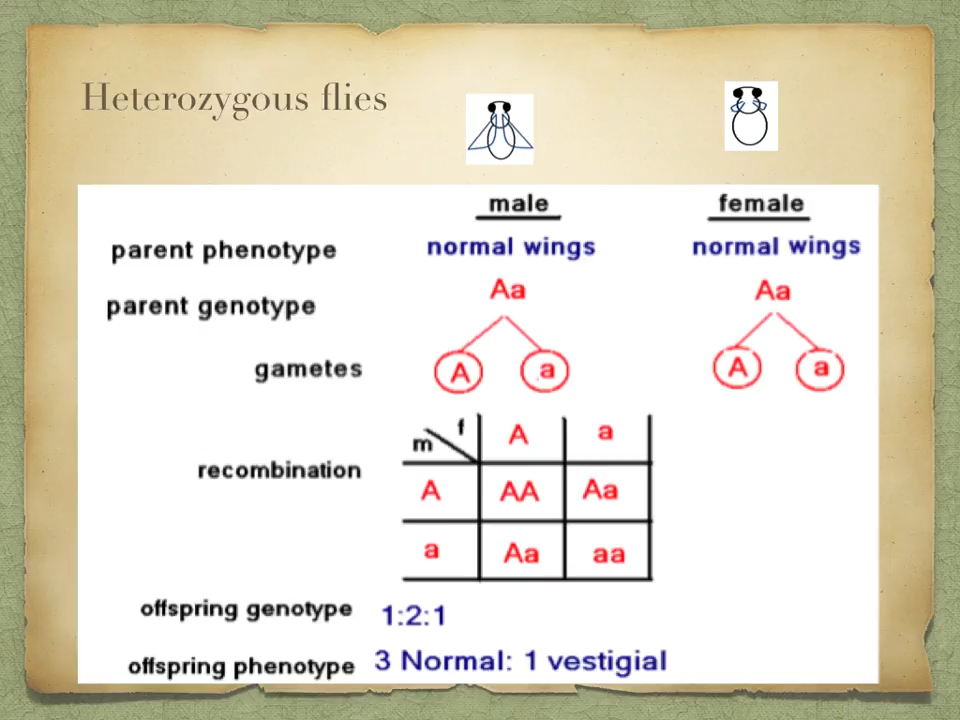 Heterozygous flies
male female
parent phenotype normal wings normal wings
parent genotype Aa Aa
gametes A a A a
m f A a
recombination
A AA Aa
a Aa aa
offspring genotype 1:2:1
offspring phenotype 3 Normal: 1 vestigial